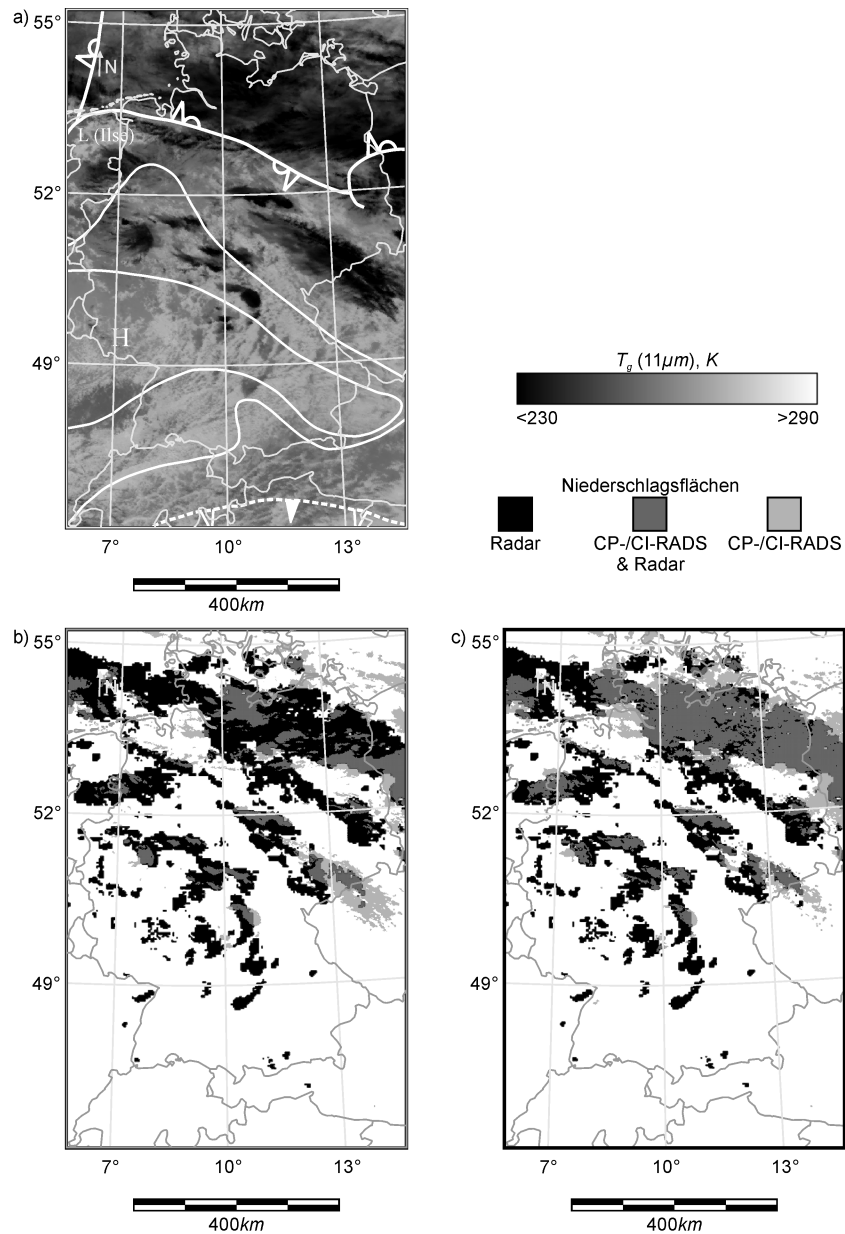 a)
55°
N
L (Ilse)
52°
H
49°
7° 10° 13°
400km
Tg (11µm), K
<230 >290
Niederschlagsflächen
Radar
CP-/CI-RADS
& Radar
CP-/CI-RADS
b)
55°
N
52°
49°
7° 10° 13°
400km
c)
55°
N
52°
49°
7° 10° 13°
400km